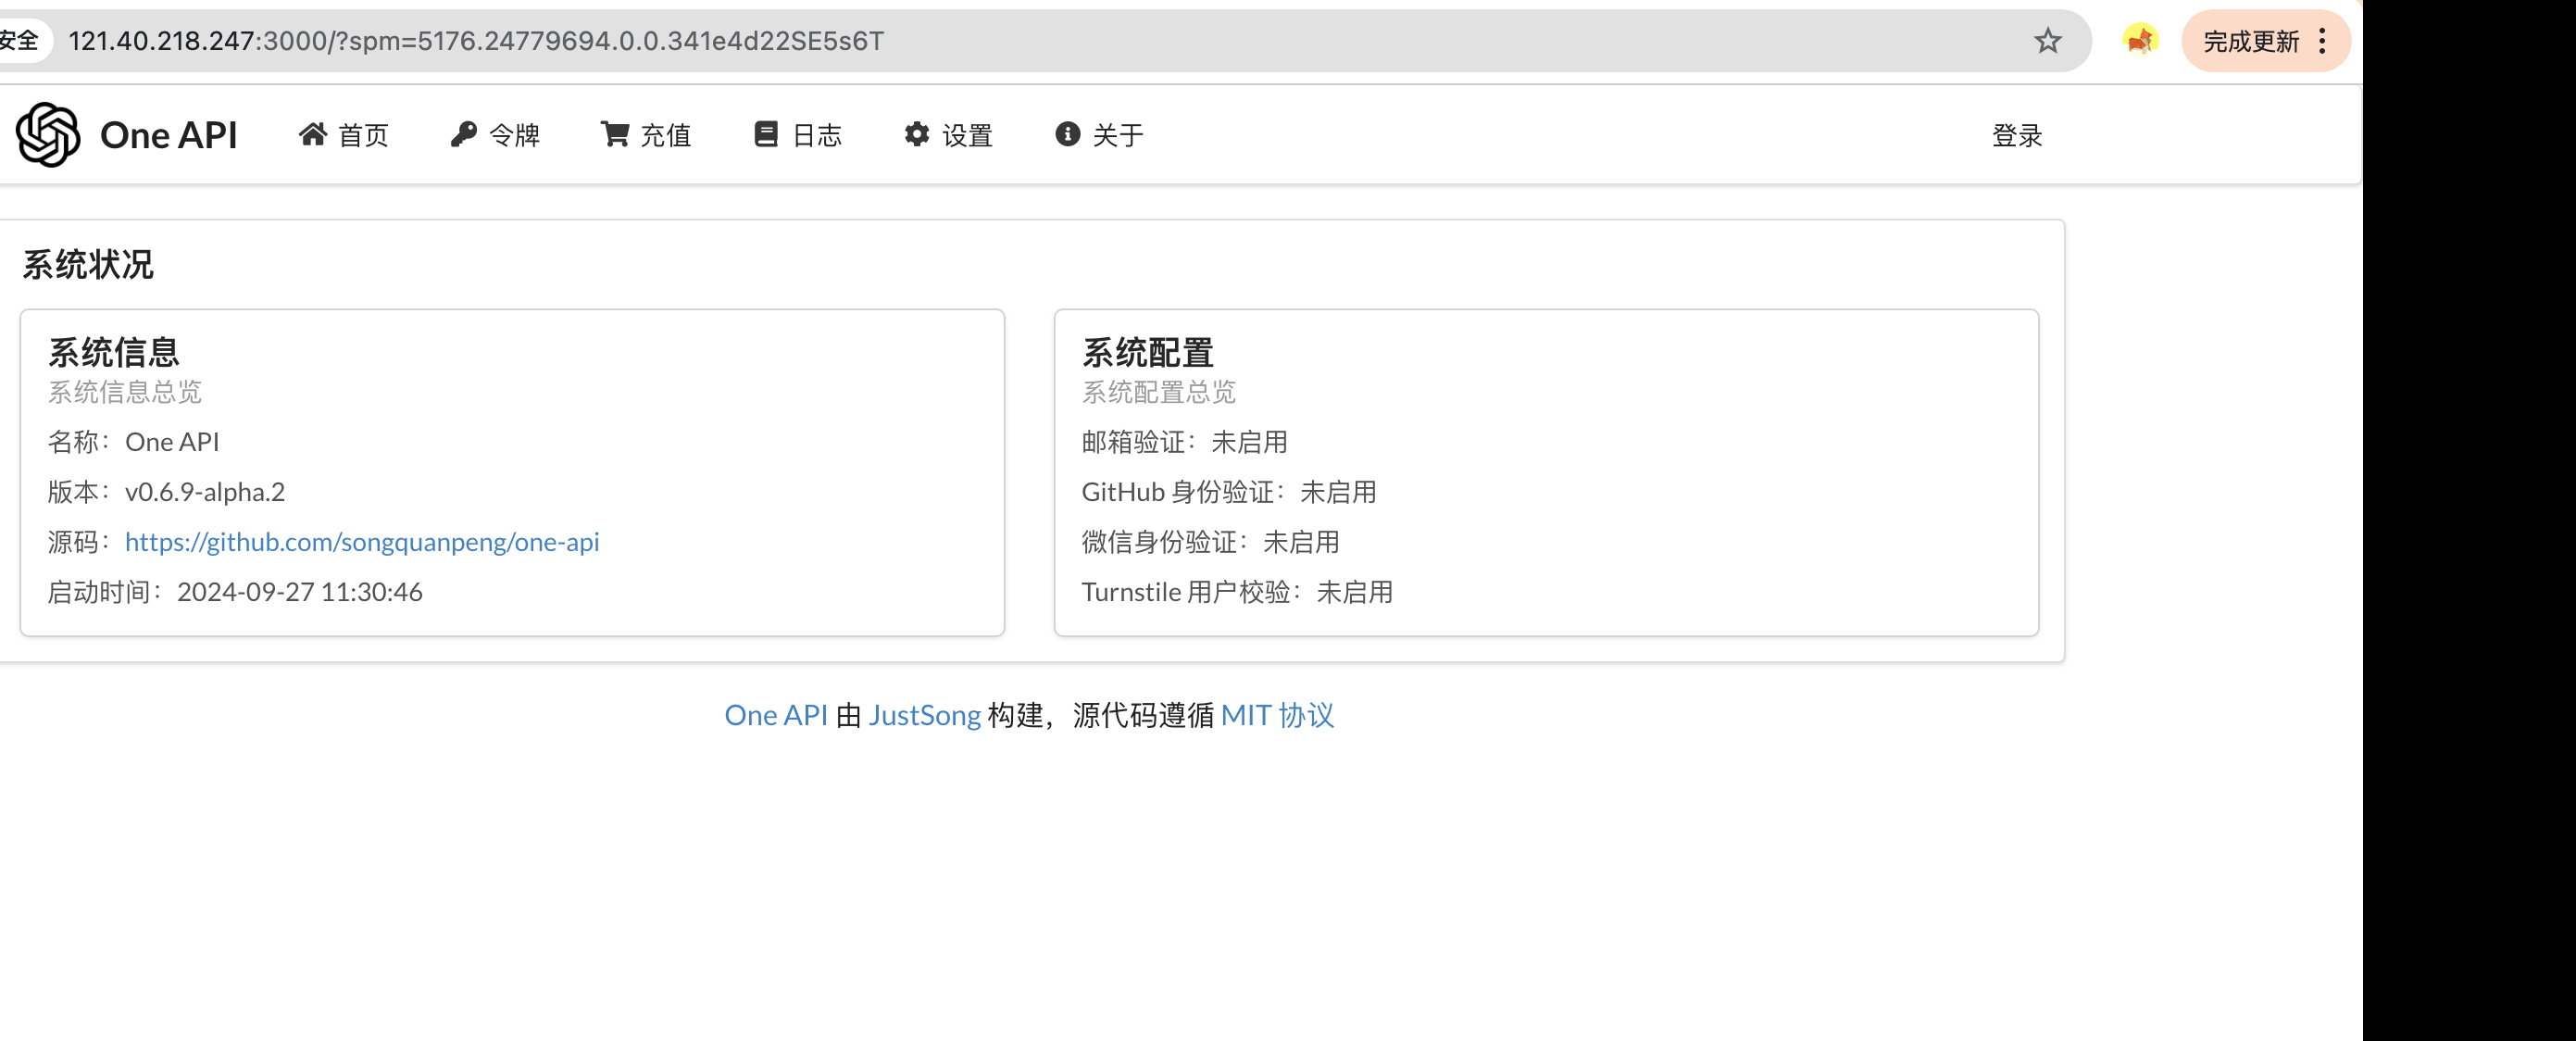 安全 121.40.218.247:3000/?spm=5176.24779694.0.0.341e4d22SE5s6T 完成更新
One API 首页 令牌 充值 日志 设置 关于 登录
系统状况
系统信息
系统信息总览
名称：One API
版本：v0.6.9-alpha.2
源码：https://github.com/songquanpeng/one-api
启动时间：2024-09-27 11:30:46
系统配置
系统配置总览
邮箱验证：未启用
GitHub 身份验证：未启用
微信身份验证：未启用
Turnstile 用户校验：未启用
One API 由 JustSong 构建，源代码遵循 MIT 协议